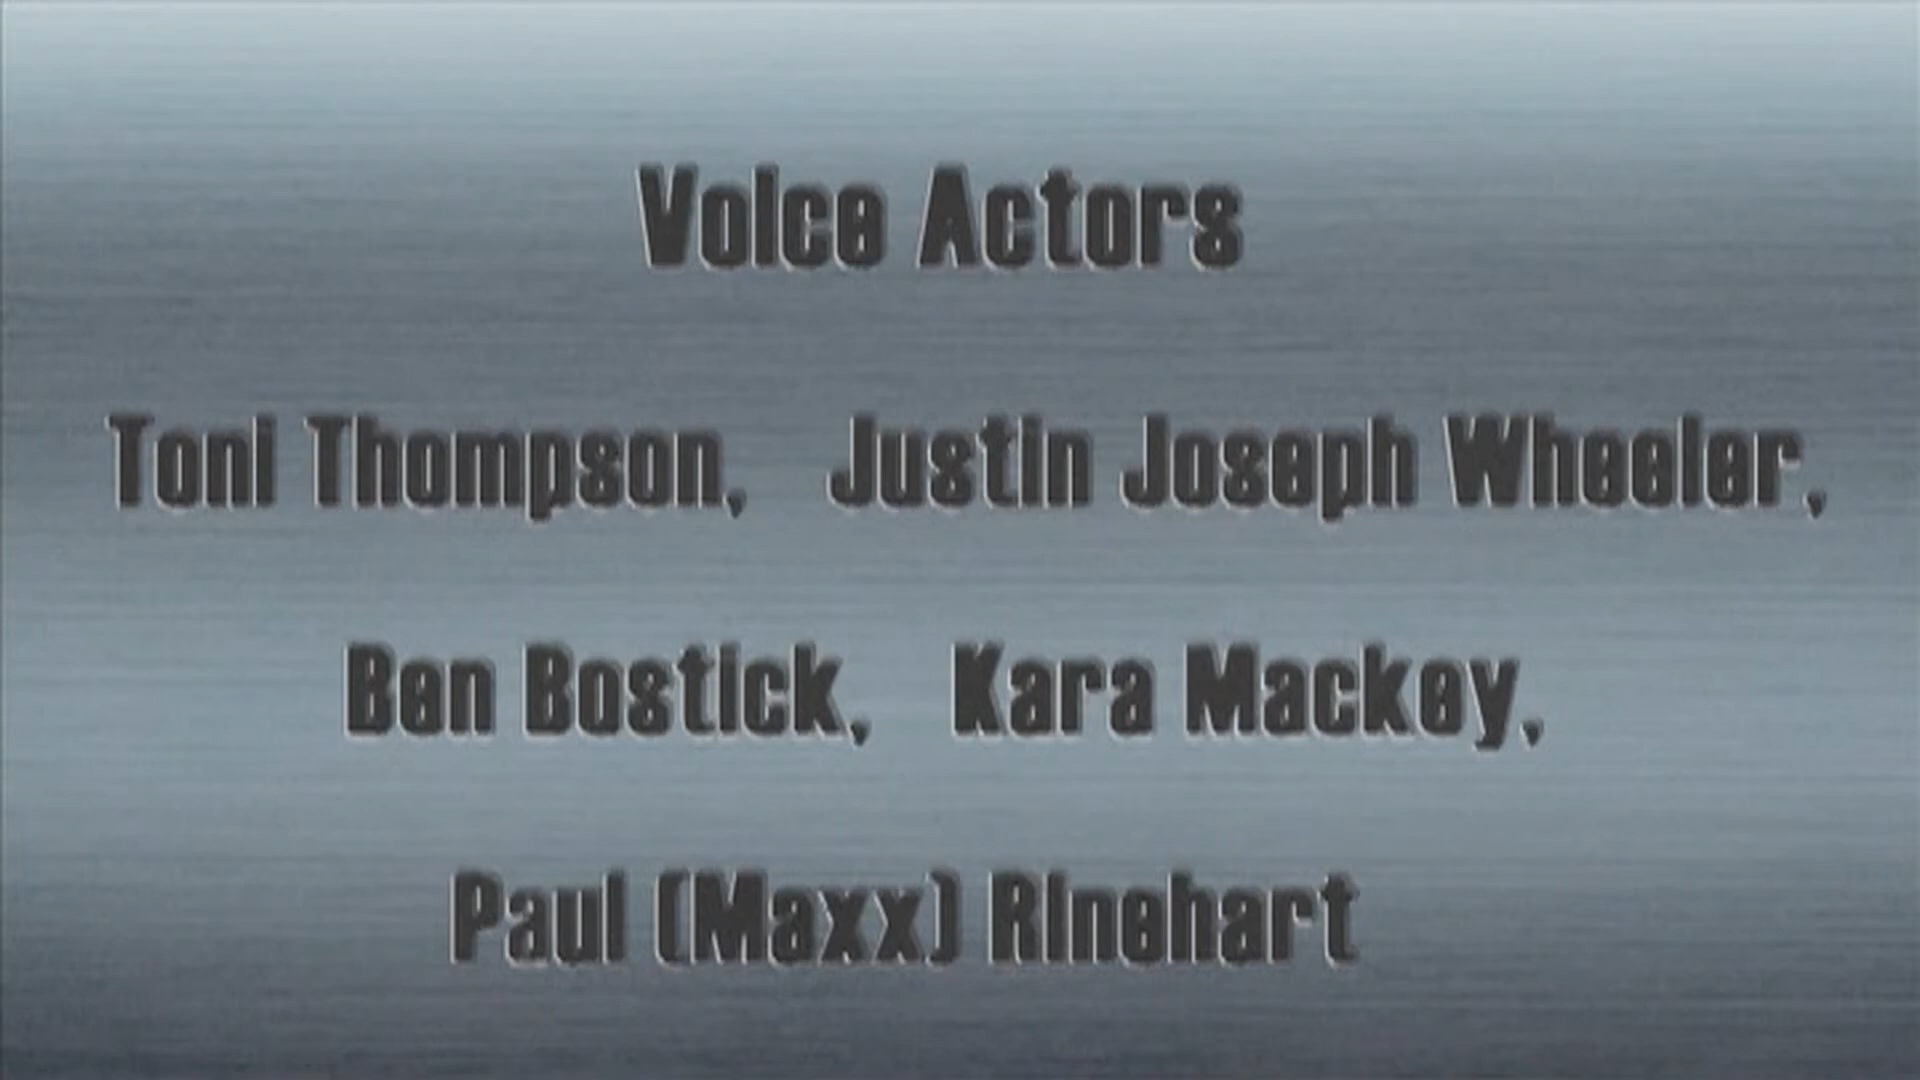 Voice Actors
Toni Thompson, Justin Joseph Wheeler,
Ben Bostick, Kara Mackey,
Paul (Maxx) Rinehart